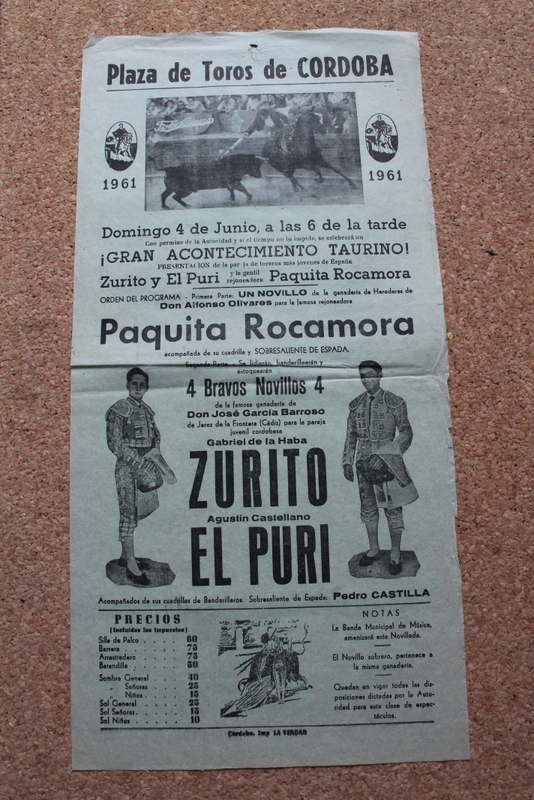 Plaza de Toros de CORDOBA
1961
1961
Domingo 4 de Junio, a las 6 de la tarde
Con permiso de la Autoridad y si el tiempo no lo impide, se celebrará un
¡GRAN ACONTECIMIENTO TAURINO!
PRESENTACION de la pareja de toreros más jóvenes de España
Zurito y El Puri y la gentil rejoneadora Paquita Rocamora
ORDEN DEL PROGRAMA - Primera Parte: UN NOVILLO de la ganadería de Herederos de
Don Alfonso Olivares para la famosa rejoneadora
Paquita Rocamora
acompañada de su cuadrilla y SOBRESALIENTE DE ESPADA.
Segunda Parte - Se lidiarán, banderillearán y
estoquearán
4 Bravos Novillos 4
de la famosa ganadería de
Don José García Barroso
de Jerez de la Frontera (Cádiz) para la pareja
juvenil cordobesa
Gabriel de la Haba
ZURITO
Agustín Castellano
EL PURI
Acompañados de sus cuadrillas de Banderilleros. Sobresaliente de Espada: Pedro CASTILLA
PRECIOS
(Incluidos los impuestos)
Silla de Palco . . . . 60
Barrera . . . . . 75
Arrastradero . . . . 75
Barandilla . . . . 50
Sombra General . . . 40
„ Señoras . . . 25
„ Niños . . . . 15
Sol General . . . . 25
Sol Señoras . . . . 15
Sol Niños . . . . 10
NOTAS
La Banda Municipal de Música,
amenizará esta Novillada.
El Novillo sobrero, pertenece a
la misma ganadería.
Quedan en vigor todas las dis-
posiciones dictadas por la Auto-
ridad para esta clase de espec-
táculos.
Córdoba. Imp LA VERDAD